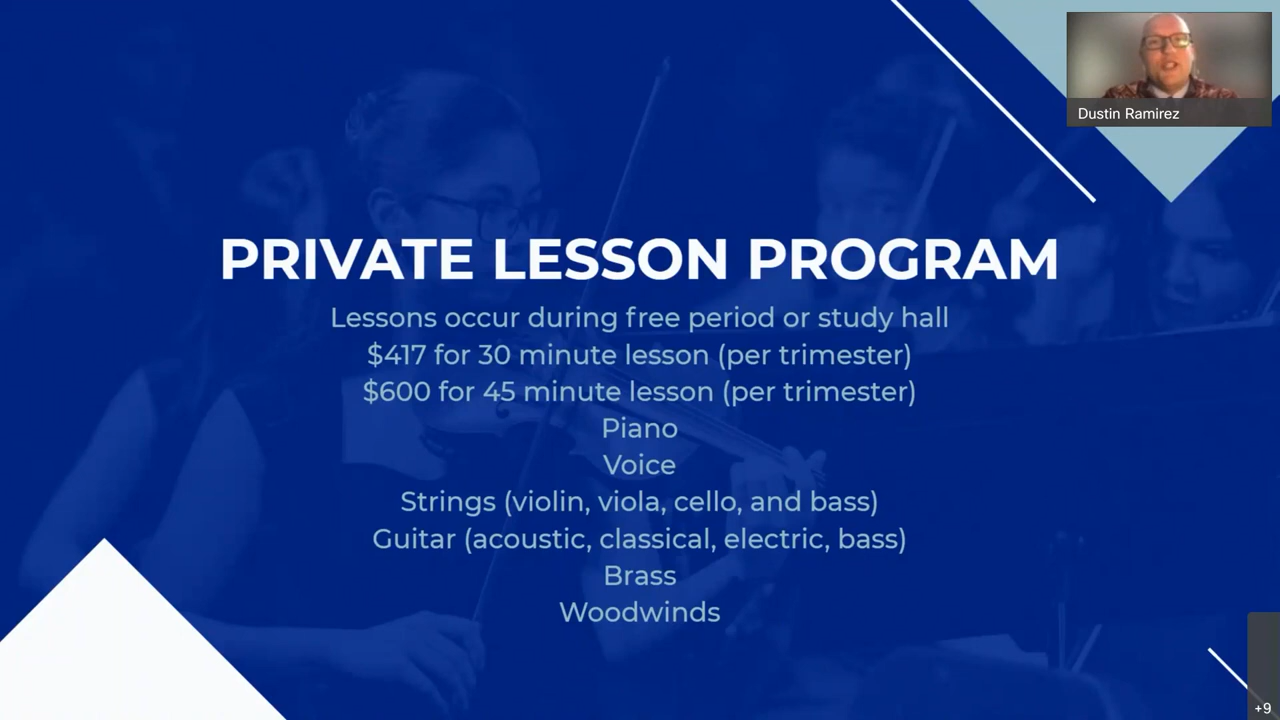 Dustin Ramirez
PRIVATE LESSON PROGRAM
Lessons occur during free period or study hall
$417 for 30 minute lesson (per trimester)
$600 for 45 minute lesson (per trimester)
Piano
Voice
Strings (violin, viola, cello, and bass)
Guitar (acoustic, classical, electric, bass)
Brass
Woodwinds
+9